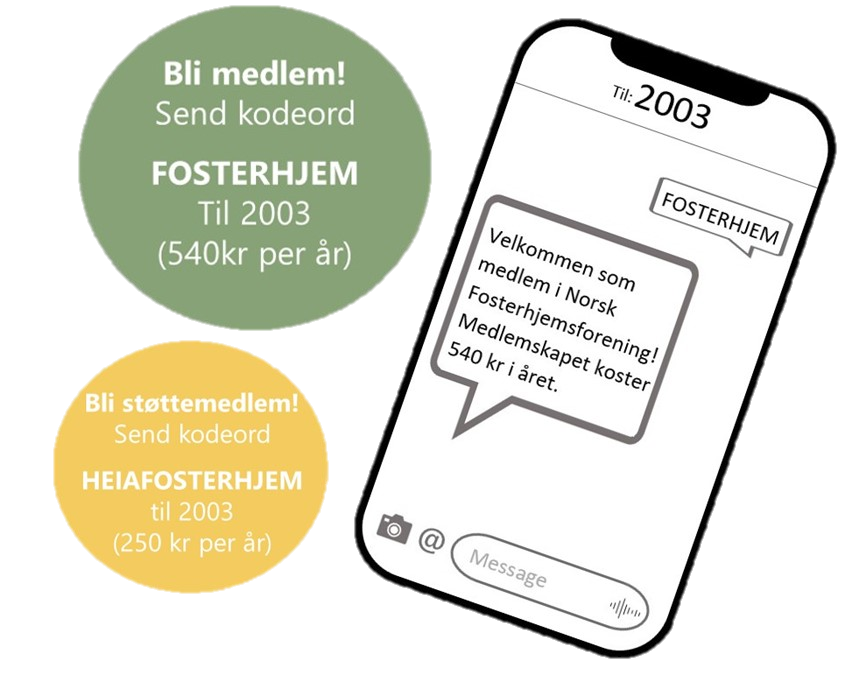 Bli medlem!
Send kodeord
FOSTERHJEM
Til 2003
(540kr per år)
Bli støttemedlem!
Send kodeord
HEIAFOSTERHJEM
til 2003
(250 kr per år)
Til: 2003
FOSTERHJEM
Velkommen som
medlem i Norsk
Fosterhjemsforening!
Medlemskapet koster
540 kr i året.
@
Message